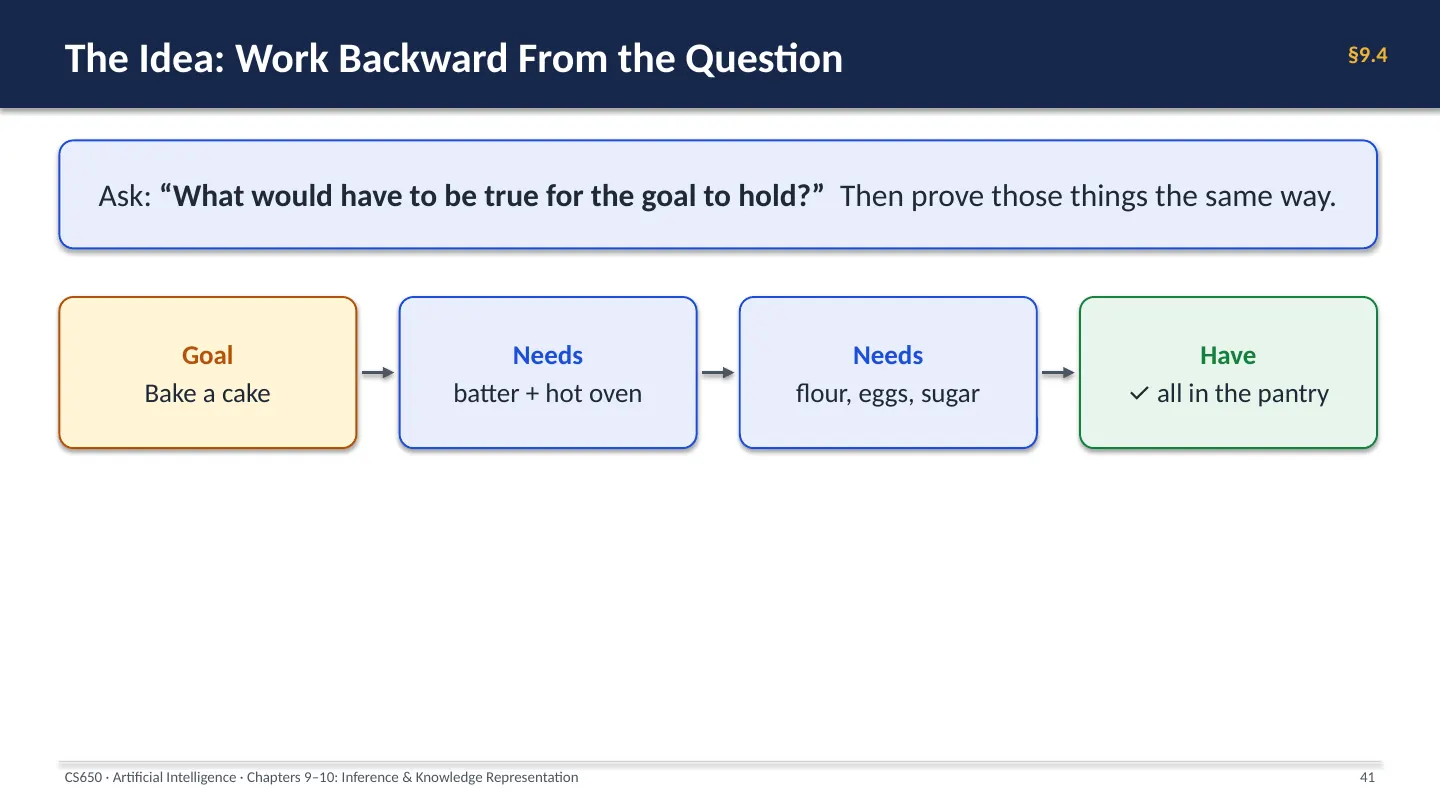 The Idea: Work Backward From the Question
§9.4
Ask: “What would have to be true for the goal to hold?” Then prove those things the same way.
Goal
Bake a cake
Needs
batter + hot oven
Needs
flour, eggs, sugar
Have
✓ all in the pantry
CS650 · Artificial Intelligence · Chapters 9–10: Inference & Knowledge Representation
41